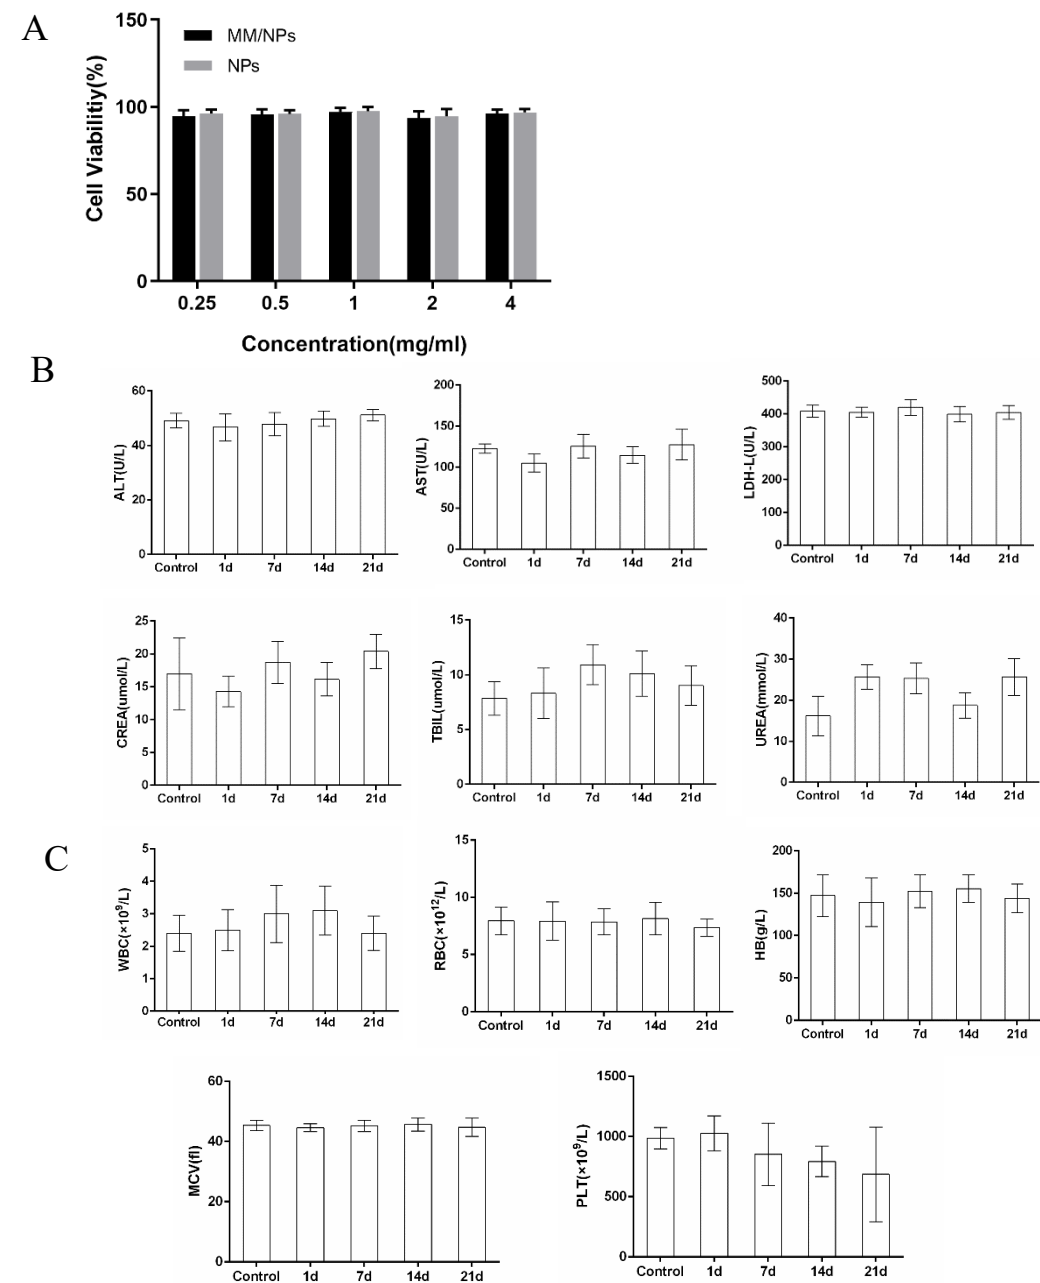 A
150
MM/NPs
NPs
100
50
0
Cell Viabilitiy(%)
0.25 0.5 1 2 4
Concentration(mg/ml)
B
60
40
20
0
ALT(U/L)
Control 1d 7d 14d 21d
200
150
100
50
0
AST(U/L)
Control 1d 7d 14d 21d
500
400
300
200
100
0
LDH-L(U/L)
Control 1d 7d 14d 21d
25
20
15
10
5
0
CREA(umol/L)
Control 1d 7d 14d 21d
15
10
5
0
TBIL(umol/L)
Control 1d 7d 14d 21d
40
30
20
10
0
UREA(mmol/L)
Control 1d 7d 14d 21d
C
5
4
3
2
1
0
WBC(×10⁹/L)
Control 1d 7d 14d 21d
15
10
5
0
RBC(×10¹²/L)
Control 1d 7d 14d 21d
200
150
100
50
0
HB(g/L)
Control 1d 7d 14d 21d
60
40
20
0
MCV(fl)
Control 1d 7d 14d 21d
1500
1000
500
0
PLT(×10⁹/L)
Control 1d 7d 14d 21d